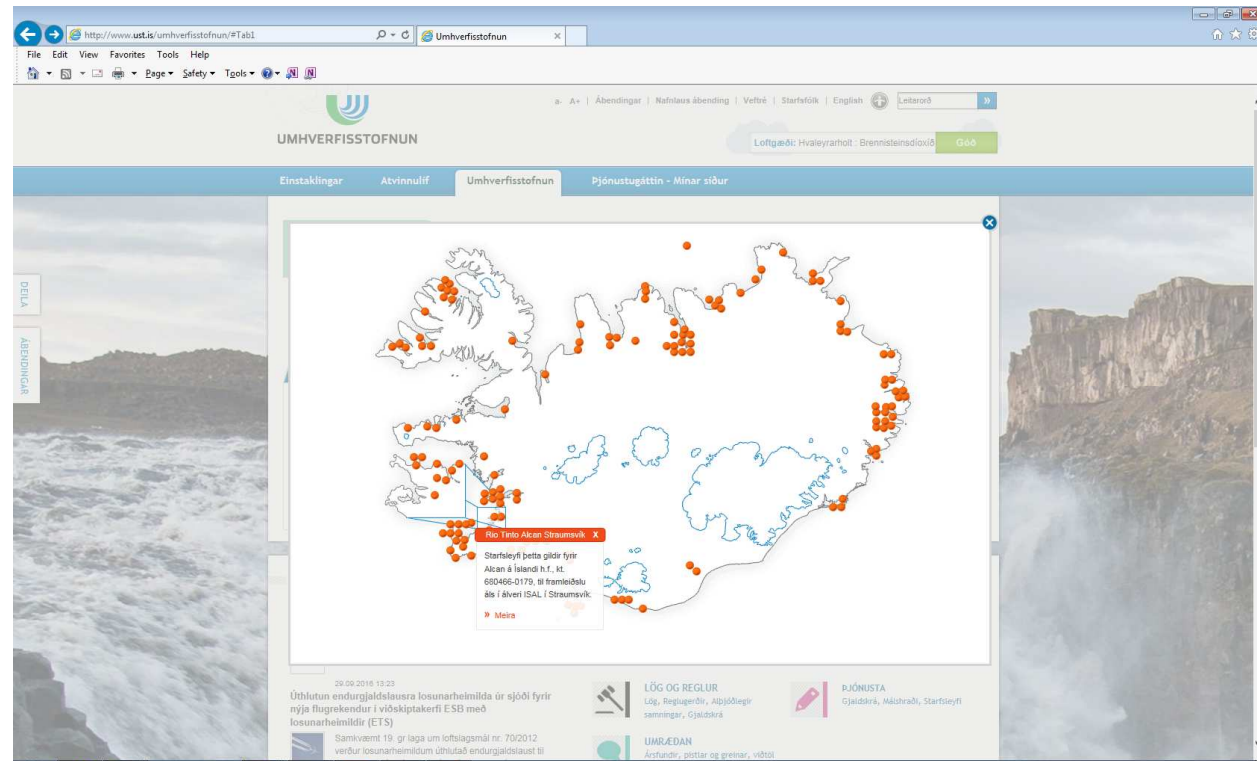 http://www.ust.is/umhverfisstofnun/#Tab1
Umhverfisstofnun
File Edit View Favorites Tools Help
Page Safety Tools
a- A+ | Ábendingar | Nafnlaus ábending | Veftré | Starfsfólk | English
Leitarorð
UMHVERFISSTOFNUN
Loftgæði: Hvaleyrarholt : Brennisteinsdíoxíð Góð
Einstaklingar Atvinnulíf Umhverfisstofnun Þjónustugáttin - Mínar síður
DEILA
ÁBENDINGAR
Rio Tinto Alcan Straumsvík X
Starfsleyfi þetta gildir fyrir
Alcan á Íslandi h.f., kt.
680466-0179, til framleiðslu
áls í álveri ISAL í Straumsvík.
» Meira
29.09.2016 13:23
Úthlutun endurgjaldslausra losunarheimilda úr sjóði fyrir
nýja flugrekendur í viðskiptakerfi ESB með
losunarheimildir (ETS)
Samkvæmt 19. gr laga um loftslagsmál nr. 70/2012
verður losunarheimildum úthlutað endurgjaldslaust til
LÖG OG REGLUR
Lög, Reglugerðir, Alþjóðlegir
samningar, Gjaldskrá
ÞJÓNUSTA
Gjaldskrá, Málshraði, Starfsleyfi
UMRÆÐAN
Ársfundir, pistlar og greinar, viðtöl